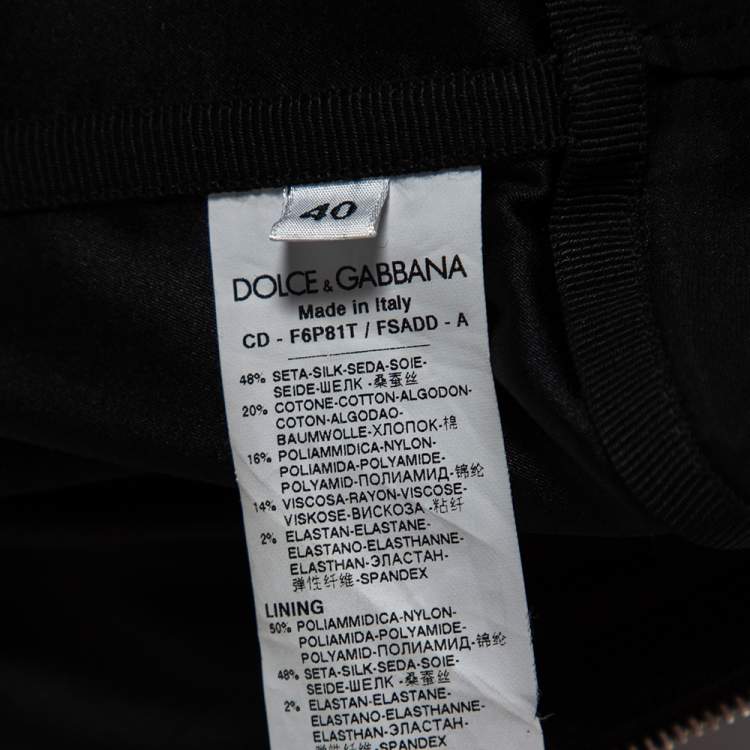 40
DOLCE & GABBANA
Made in Italy
CD - F6P81T / FSADD - A
48% SETA-SILK-SEDA-SOIE-
SEIDE-ШЕЛК -桑蚕丝
20% COTONE-COTTON-ALGODON-
COTON-ALGODAO-
BAUMWOLLE-ХЛОПОК-棉
16% POLIAMMIDICA-NYLON-
POLIAMIDA-POLYAMIDE-
POLYAMID-ПОЛИАМИД-锦纶
14% VISCOSA-RAYON-VISCOSE-
VISKOSE-ВИСКОЗА -粘纤
2% ELASTAN-ELASTANE-
ELASTANO-ELASTHANNE-
ELASTHAN-ЭЛАСТАН-
弹性纤维-SPANDEX
LINING
50% POLIAMMIDICA-NYLON-
POLIAMIDA-POLYAMIDE-
POLYAMID-ПОЛИАМИД-锦纶
48% SETA-SILK-SEDA-SOIE-
SEIDE-ШЕЛК -桑蚕丝
2% ELASTAN-ELASTANE-
ELASTANO-ELASTHANNE-
ELASTHAN-ЭЛАСТАН-
弹性纤维-SPANDEX